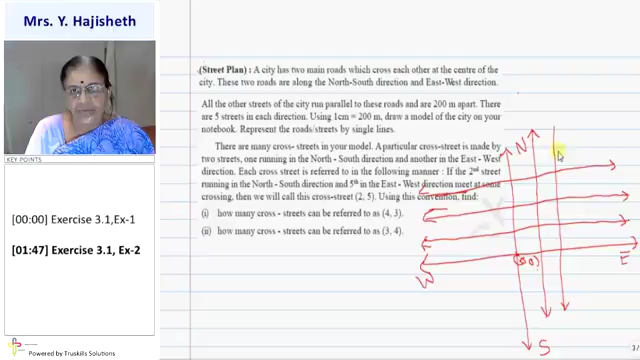 Mrs. Y. Hajisheth
KEY POINTS
[00:00] Exercise 3.1,Ex-1
[01:47] Exercise 3.1, Ex-2
Powered by Truskills Solutions
(Street Plan) : A city has two main roads which cross each other at the centre of the
city. These two roads are along the North-South direction and East-West direction.
All the other streets of the city run parallel to these roads and are 200 m apart. There
are 5 streets in each direction. Using 1cm = 200 m, draw a model of the city on your
notebook. Represent the roads/streets by single lines.
There are many cross- streets in your model. A particular cross-street is made by
two streets, one running in the North - South direction and another in the East - West
direction. Each cross street is referred to in the following manner : If the 2nd street
running in the North - South direction and 5th in the East - West direction meet at some
crossing, then we will call this cross-street (2, 5). Using this convention, find:
(i) how many cross - streets can be referred to as (4, 3).
(ii) how many cross - streets can be referred to as (3, 4).
N
W
E
S